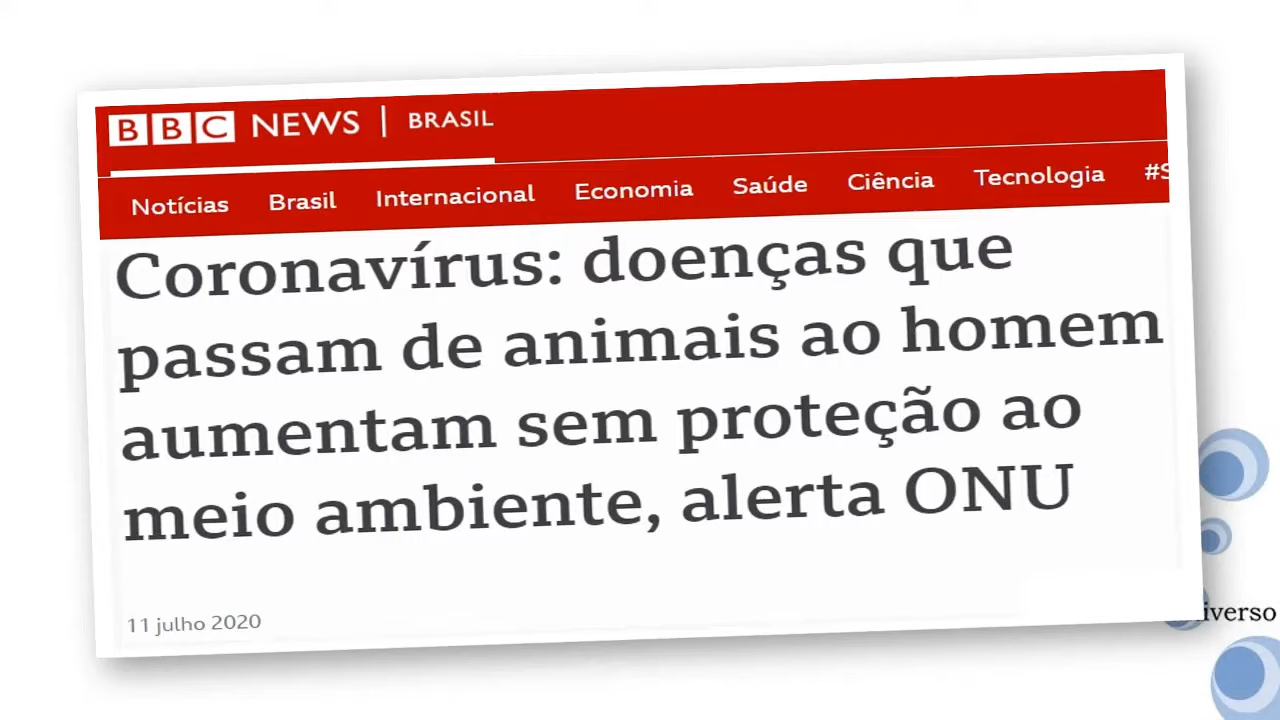 BBC NEWS | BRASIL
Notícias Brasil Internacional Economia Saúde Ciência Tecnologia
Coronavírus: doenças que
passam de animais ao homem
aumentam sem proteção ao
meio ambiente, alerta ONU
11 julho 2020